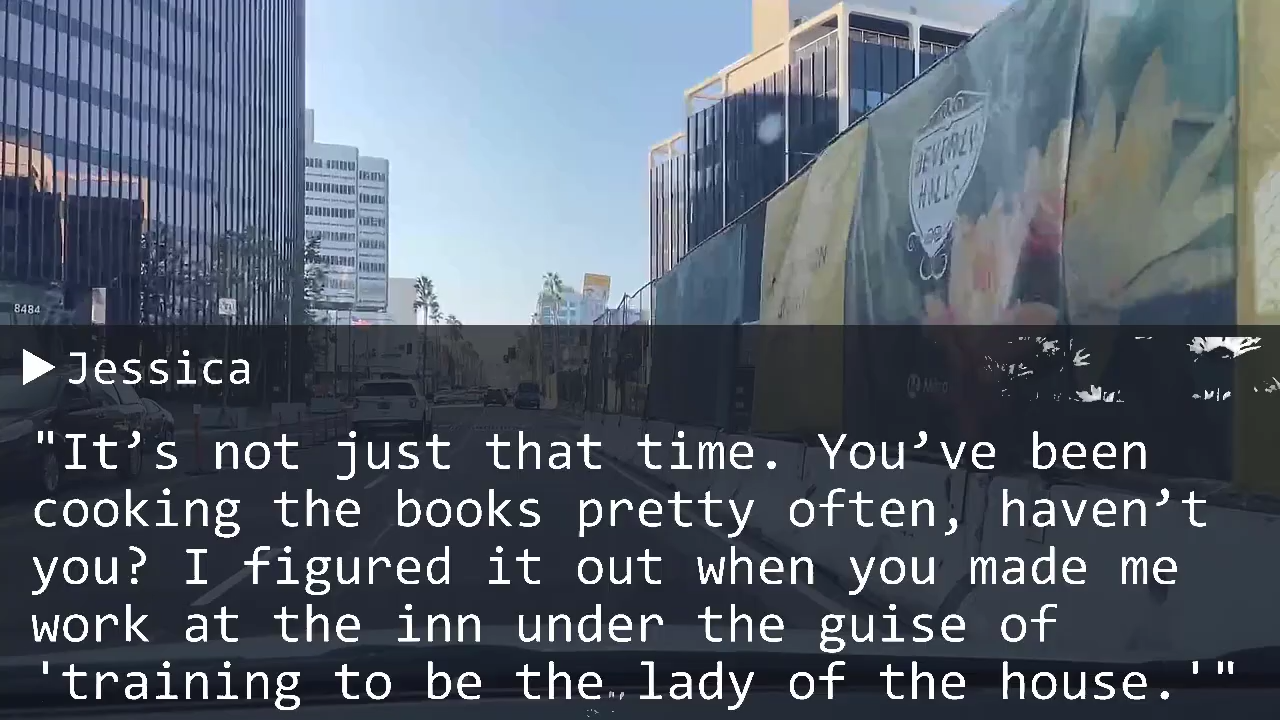 BEVERLY
HILLS
8484
Metro
Jessica
"It’s not just that time. You’ve been
cooking the books pretty often, haven’t
you? I figured it out when you made me
work at the inn under the guise of
'training to be the lady of the house.'"